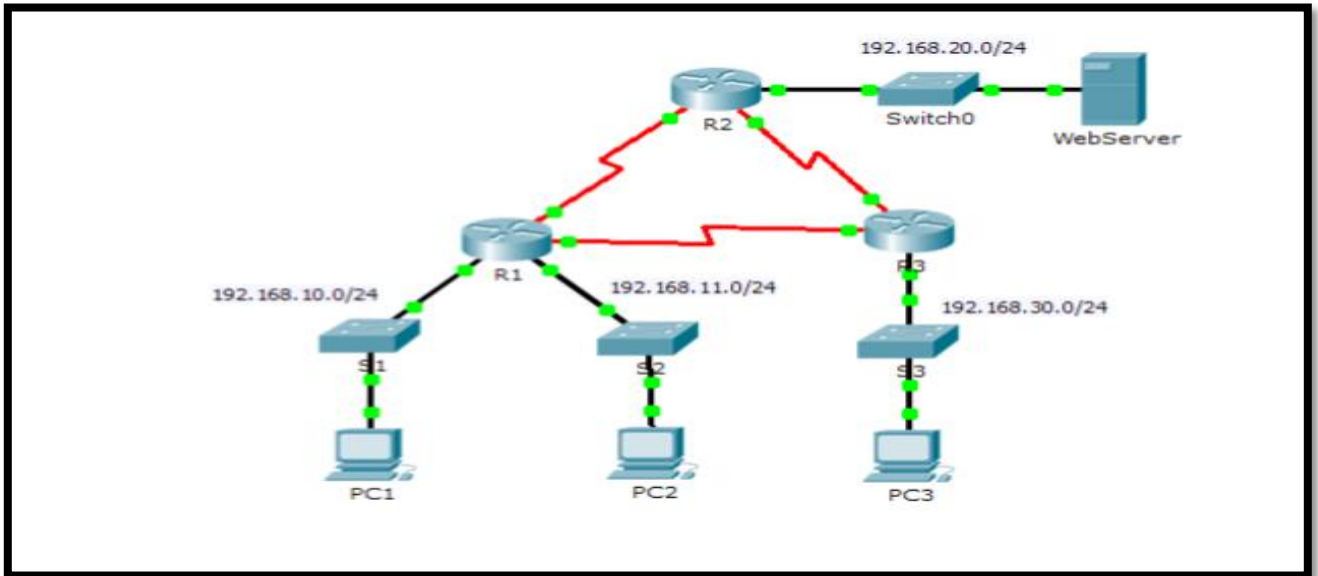 192.168.20.0/24
R2
Switch0
WebServer
R1
R3
192.168.10.0/24
192.168.11.0/24
192.168.30.0/24
S1
S2
S3
PC1
PC2
PC3